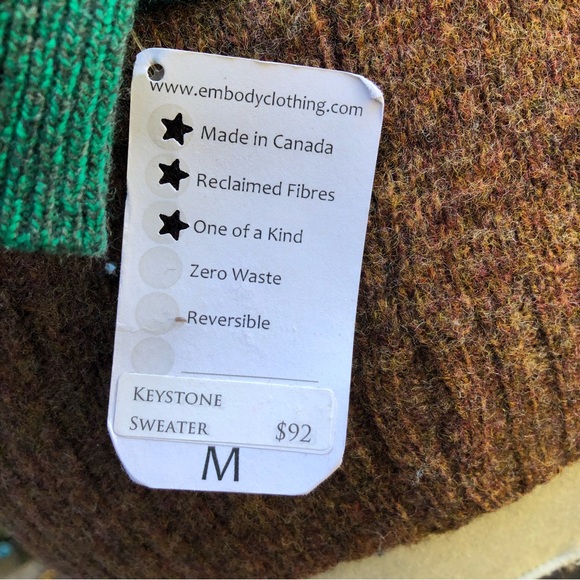 www.embodyclothing.com
Made in Canada
Reclaimed Fibres
One of a Kind
Zero Waste
Reversible
KEYSTONE
SWEATER $92
M